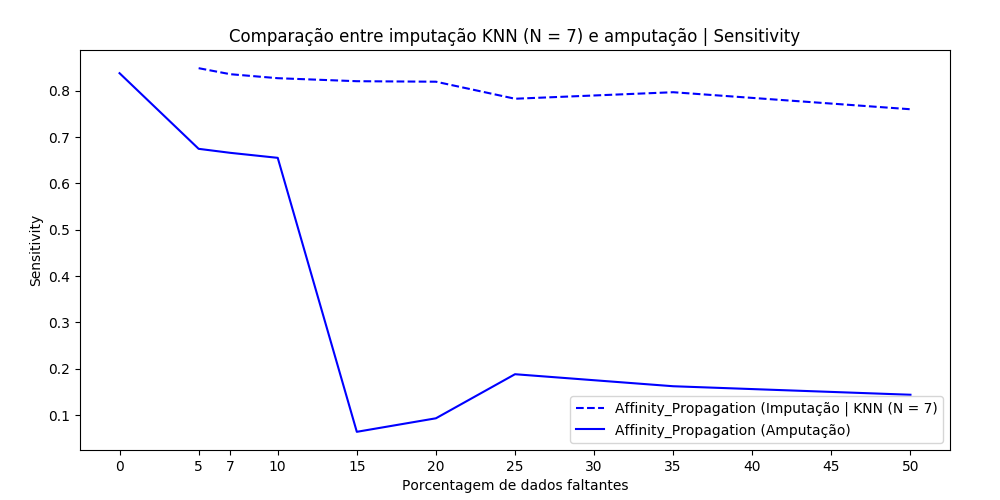 Comparação entre imputação KNN (N = 7) e amputação | Sensitivity
Sensitivity
0.8
0.7
0.6
0.5
0.4
0.3
0.2
0.1
Affinity_Propagation (Imputação | KNN (N = 7)
Affinity_Propagation (Amputação)
0 5 7 10 15 20 25 30 35 40 45 50
Porcentagem de dados faltantes